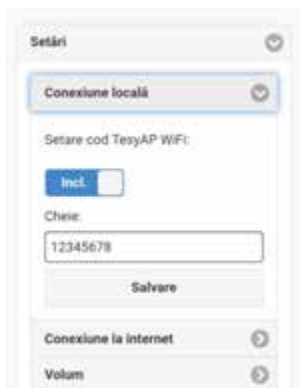 Setări
Conexiune locală
Setare cod TesyAP WiFi:
Incl.
Cheie:
12345678
Salvare
Conexiune la internet
Volum